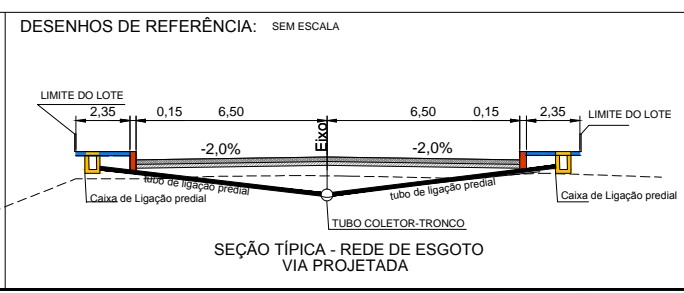 DESENHOS DE REFERÊNCIA: SEM ESCALA
LIMITE DO LOTE
2,35 0,15 6,50 6,50 0,15 2,35
LIMITE DO LOTE
Eixo
-2,0% -2,0%
tubo de ligação predial
tubo de ligação predial
Caixa de Ligação predial
Caixa de Ligação predial
TUBO COLETOR-TRONCO
SEÇÃO TÍPICA - REDE DE ESGOTO
VIA PROJETADA